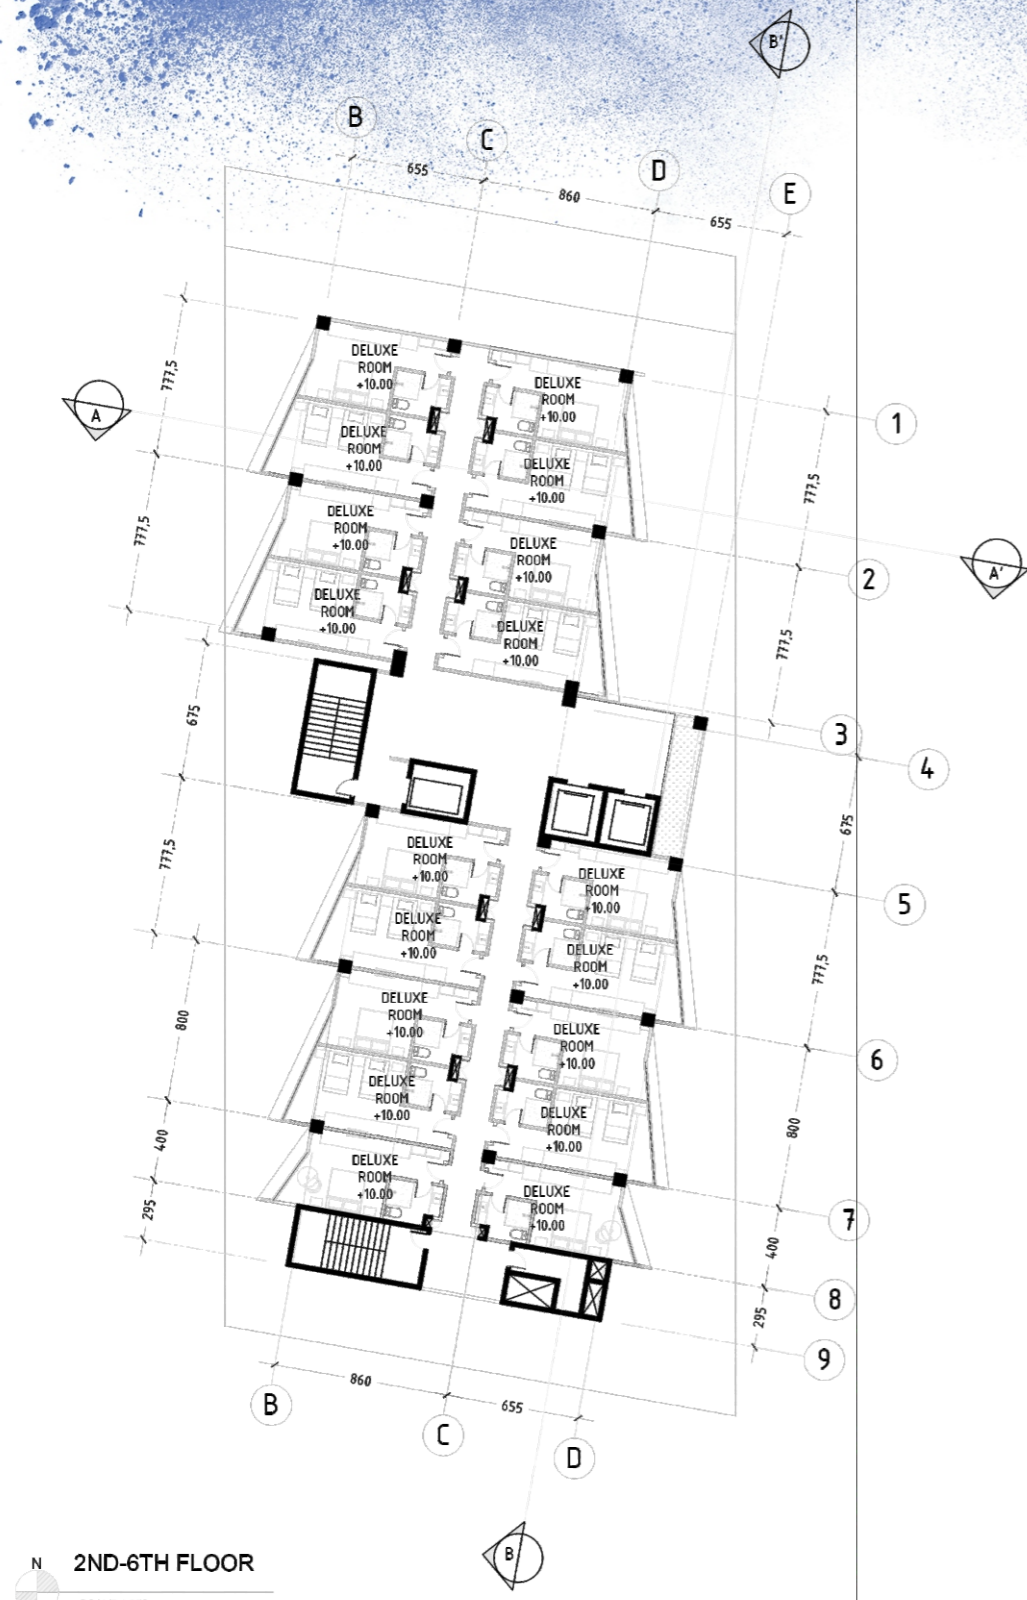 B'
B
C
D
E
655
860
655
777,5
777,5
675
777,5
800
400
295
A
DELUXE
ROOM
+10.00
DELUXE
ROOM
+10.00
DELUXE
ROOM
+10.00
DELUXE
ROOM
+10.00
DELUXE
ROOM
+10.00
DELUXE
ROOM
+10.00
DELUXE
ROOM
+10.00
DELUXE
ROOM
+10.00
DELUXE
ROOM
+10.00
DELUXE
ROOM
+10.00
DELUXE
ROOM
+10.00
DELUXE
ROOM
+10.00
DELUXE
ROOM
+10.00
DELUXE
ROOM
+10.00
DELUXE
ROOM
+10.00
DELUXE
ROOM
+10.00
DELUXE
ROOM
+10.00
DELUXE
ROOM
+10.00
1
777,5
2
A'
777,5
3
4
675
5
777,5
6
800
7
400
8
295
9
860
655
B
C
D
B
N
2ND-6TH FLOOR